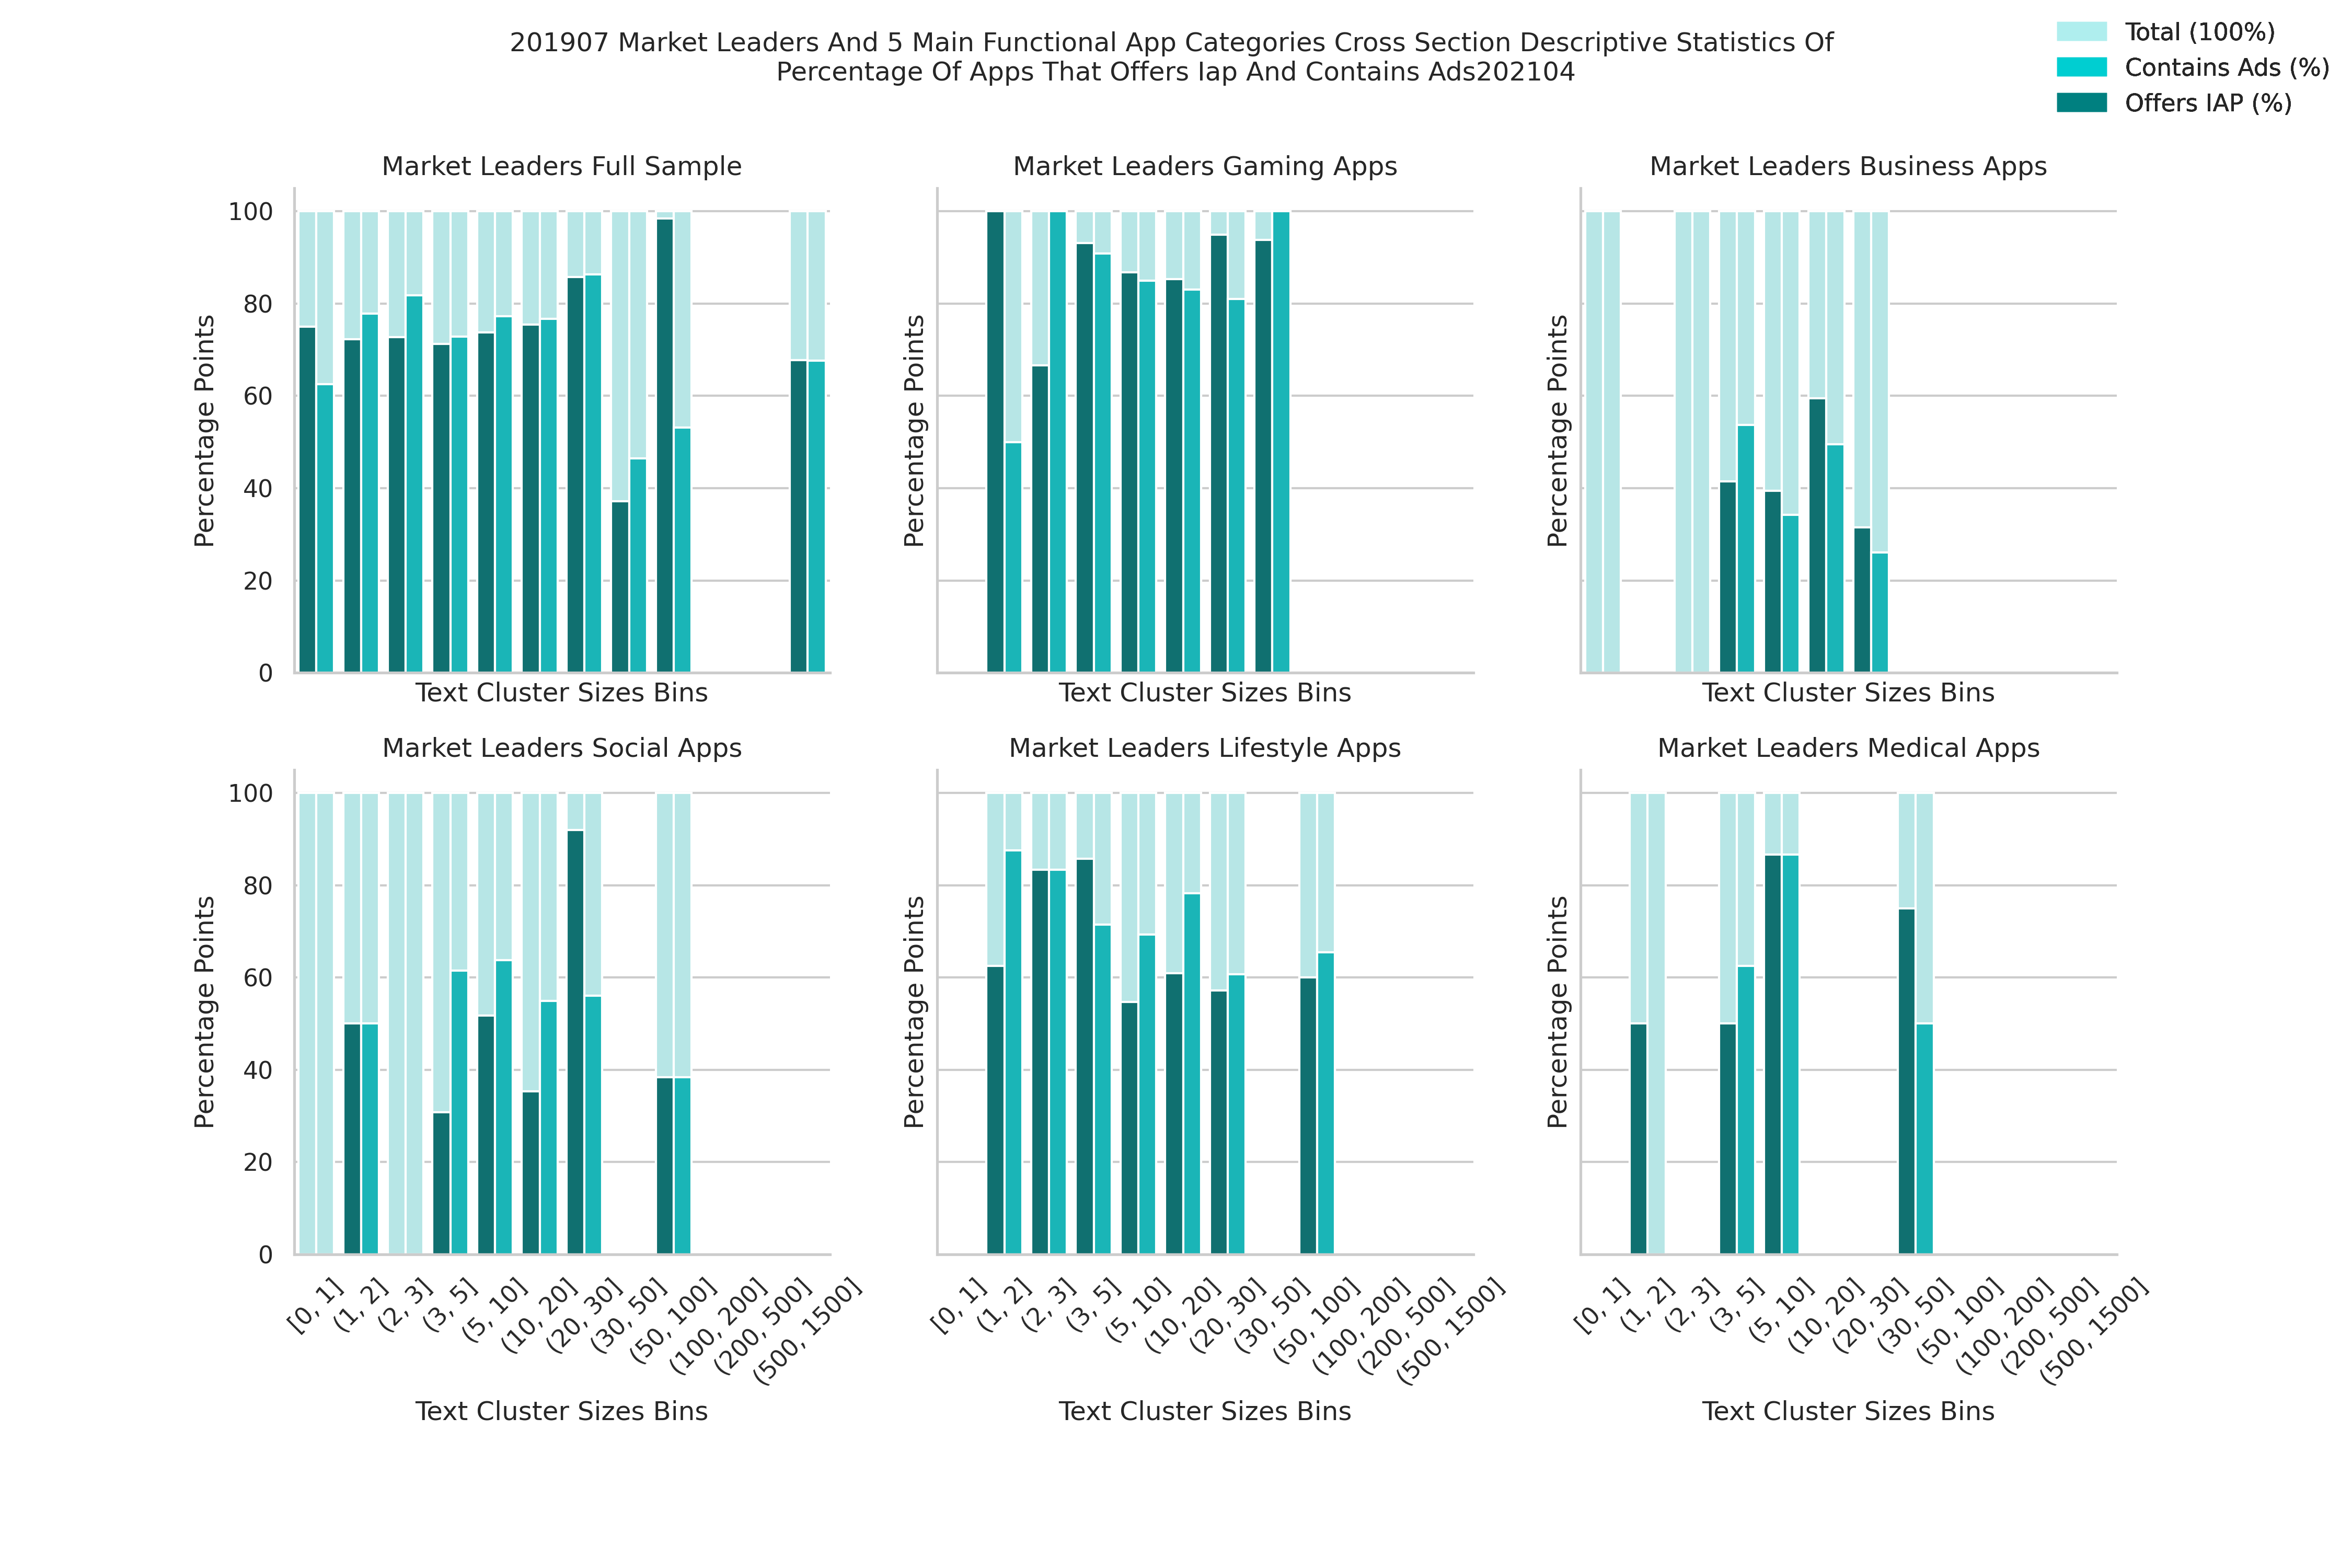 201907 Market Leaders And 5 Main Functional App Categories Cross Section Descriptive Statistics Of
Percentage Of Apps That Offers Iap And Contains Ads202104
Total (100%)
Contains Ads (%)
Offers IAP (%)
Market Leaders Full Sample
Market Leaders Gaming Apps
Market Leaders Business Apps
100
80
60
40
20
0
Percentage Points
Percentage Points
Percentage Points
Text Cluster Sizes Bins
Text Cluster Sizes Bins
Text Cluster Sizes Bins
Market Leaders Social Apps
Market Leaders Lifestyle Apps
Market Leaders Medical Apps
100
80
60
40
20
0
Percentage Points
Percentage Points
Percentage Points
[0, 1]
(1, 2]
(2, 3]
(3, 5]
(5, 10]
(10, 20]
(20, 30]
(30, 50]
(50, 100]
(100, 200]
(200, 500]
(500, 1500]
[0, 1]
(1, 2]
(2, 3]
(3, 5]
(5, 10]
(10, 20]
(20, 30]
(30, 50]
(50, 100]
(100, 200]
(200, 500]
(500, 1500]
[0, 1]
(1, 2]
(2, 3]
(3, 5]
(5, 10]
(10, 20]
(20, 30]
(30, 50]
(50, 100]
(100, 200]
(200, 500]
(500, 1500]
Text Cluster Sizes Bins
Text Cluster Sizes Bins
Text Cluster Sizes Bins